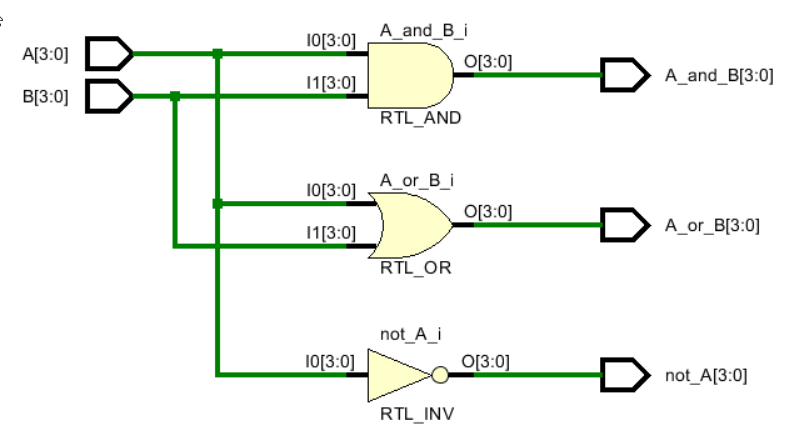 A_and_B_i
A[3:0]
I0[3:0]
O[3:0]
A_and_B[3:0]
B[3:0]
I1[3:0]
RTL_AND
A_or_B_i
I0[3:0]
O[3:0]
A_or_B[3:0]
I1[3:0]
RTL_OR
not_A_i
I0[3:0]
O[3:0]
not_A[3:0]
RTL_INV